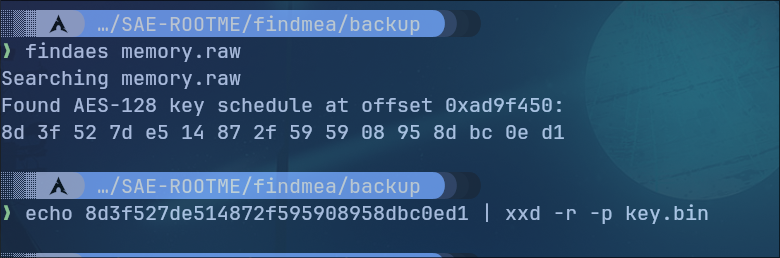 …/SAE-ROOTME/findmea/backup
❯ findaes memory.raw
Searching memory.raw
Found AES-128 key schedule at offset 0xad9f450:
8d 3f 52 7d e5 14 87 2f 59 59 08 95 8d bc 0e d1
…/SAE-ROOTME/findmea/backup
❯ echo 8d3f527de514872f595908958dbc0ed1 | xxd -r -p key.bin